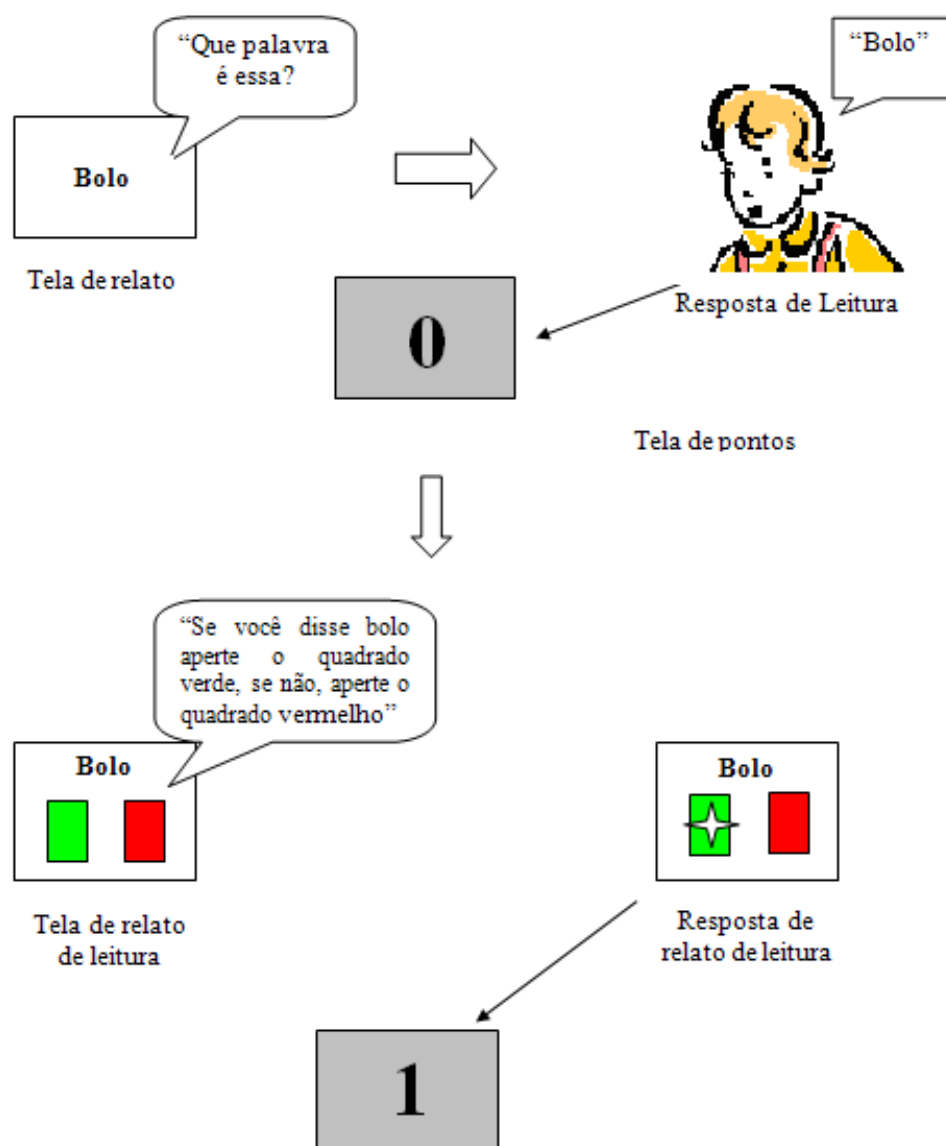 “Que palavra
é essa?
“Bolo”
Bolo
Tela de relato
Resposta de Leitura
0
Tela de pontos
“Se você disse bolo
aperte o quadrado
verde, se não, aperte o
quadrado vermelho”
Bolo
Bolo
Tela de relato
de leitura
Resposta de
relato de leitura
1